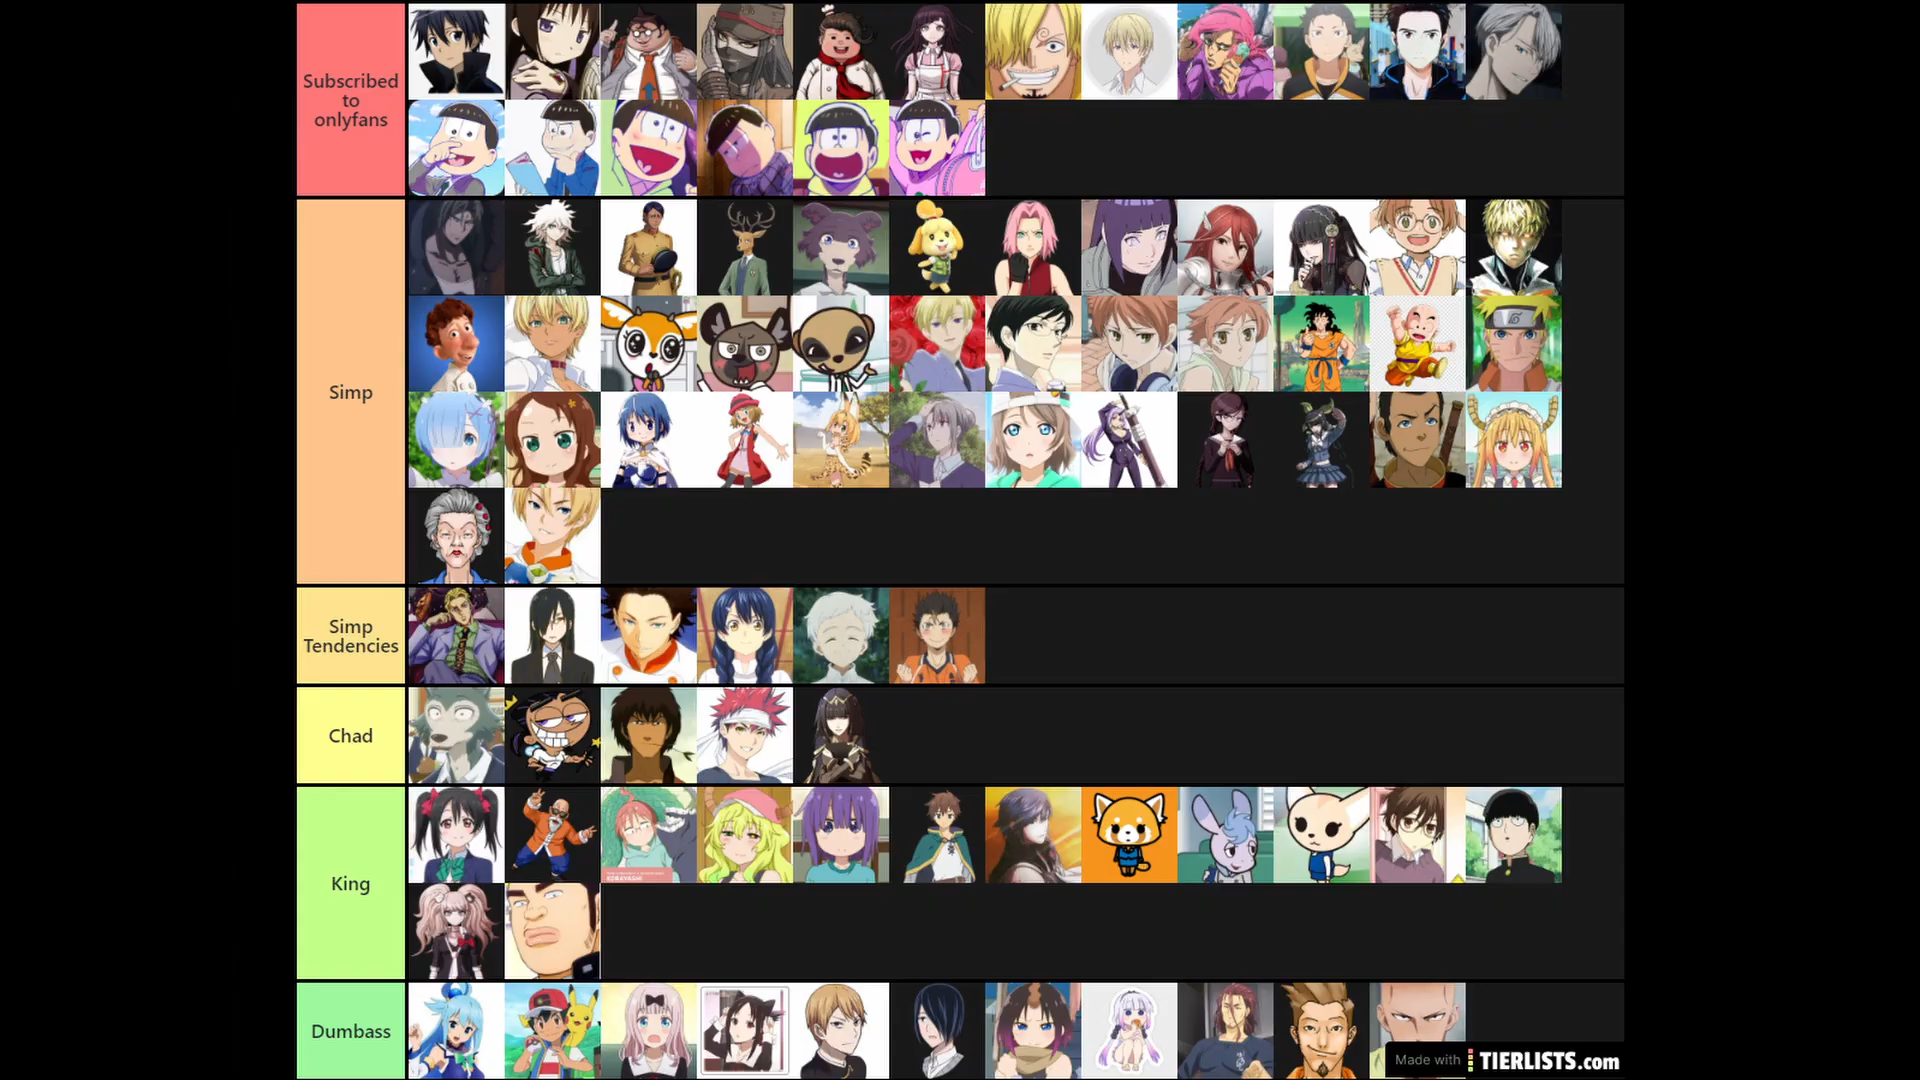 Subscribed
to
onlyfans
Simp
Simp
Tendencies
Chad
King
Dumbass
Made with TIERLISTS.com